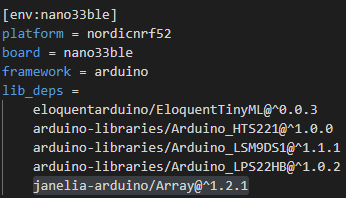 [env:nano33ble]
platform = nordicnrf52
board = nano33ble
framework = arduino
lib_deps =
eloquentarduino/EloquentTinyML@^0.0.3
arduino-libraries/Arduino_HTS221@^1.0.0
arduino-libraries/Arduino_LSM9DS1@^1.1.1
arduino-libraries/Arduino_LPS22HB@^1.0.2
janelia-arduino/Array@^1.2.1